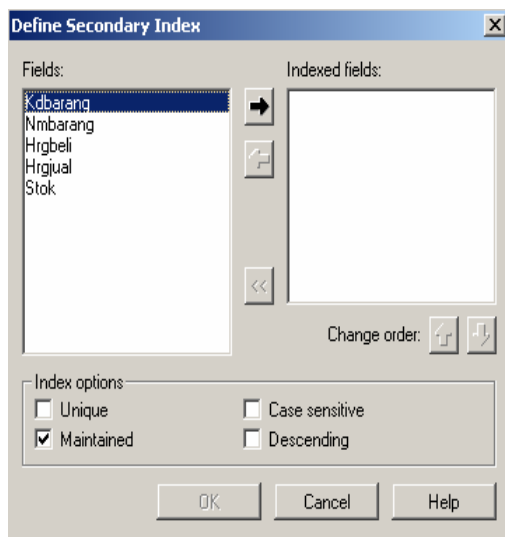 Define Secondary Index
Fields:
Indexed fields:
Kdbarang
Nmbarang
Hrgbeli
Hrgjual
Stok
<<
Change order:
Index options
Unique
Case sensitive
Maintained
Descending
OK
Cancel
Help